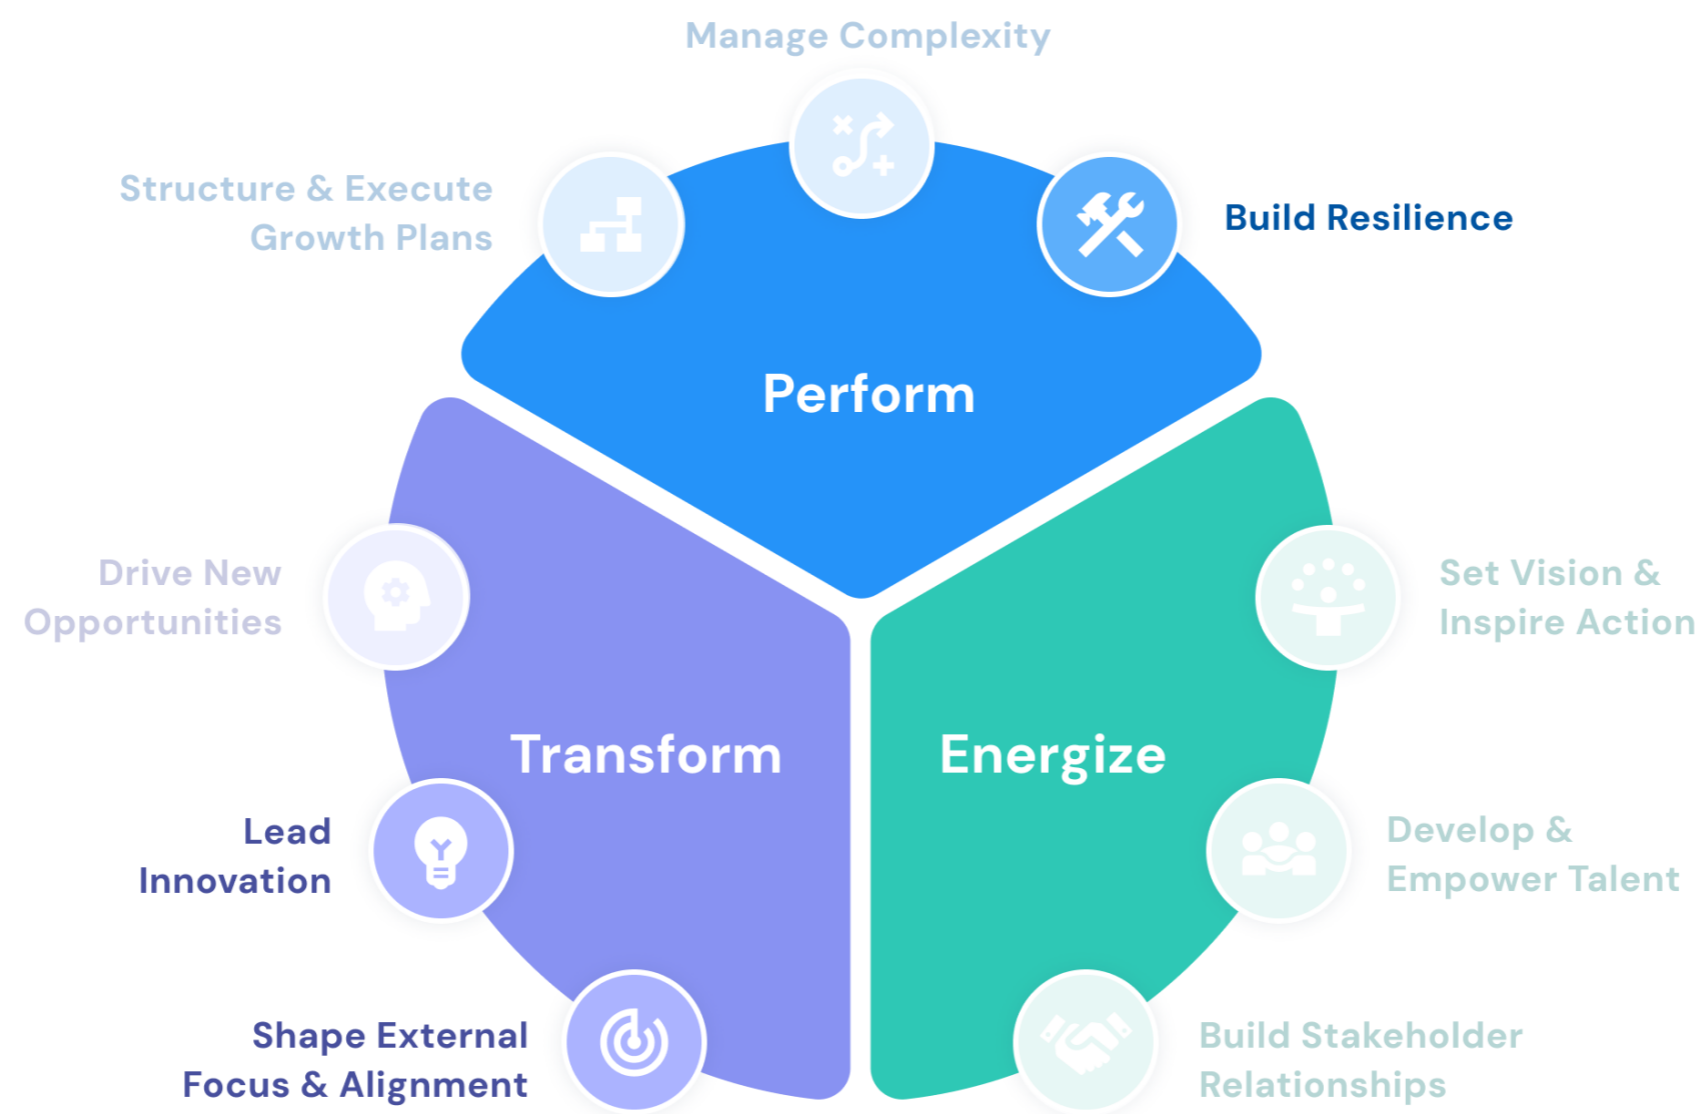 Manage Complexity
Structure & Execute
Growth Plans
Build Resilience
Perform
Drive New
Opportunities
Set Vision &
Inspire Action
Transform
Energize
Lead
Innovation
Develop &
Empower Talent
Shape External
Focus & Alignment
Build Stakeholder
Relationships